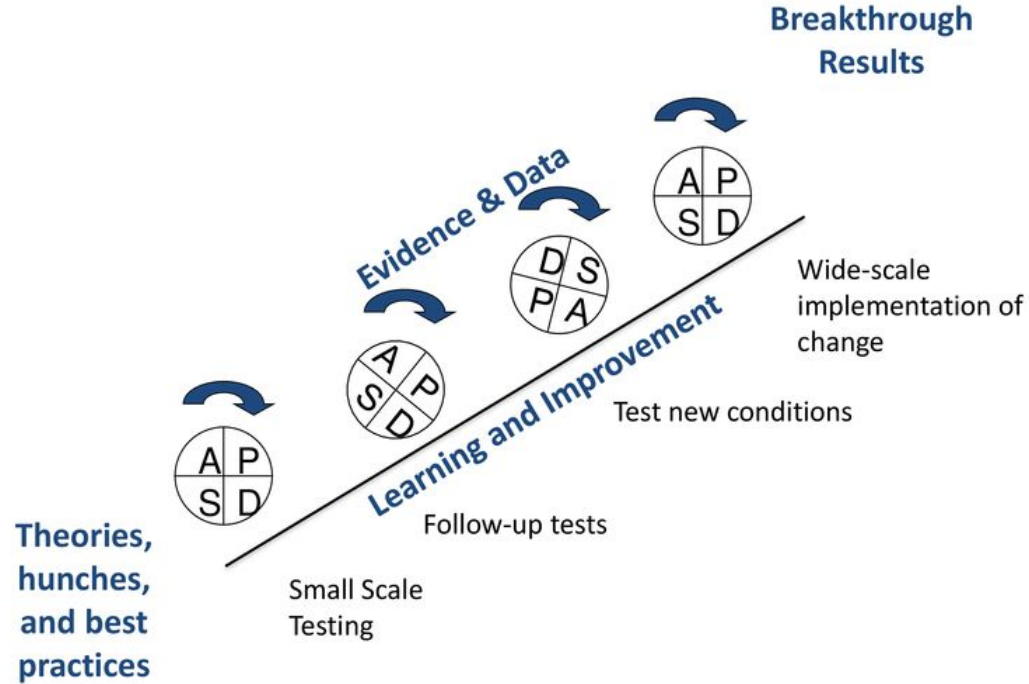 Breakthrough
Results
A P
S D
Evidence & Data
D S
P A
A P
S D
A P
S D
Learning and Improvement
Wide-scale
implementation of
change
Test new conditions
Follow-up tests
Small Scale
Testing
Theories,
hunches,
and best
practices